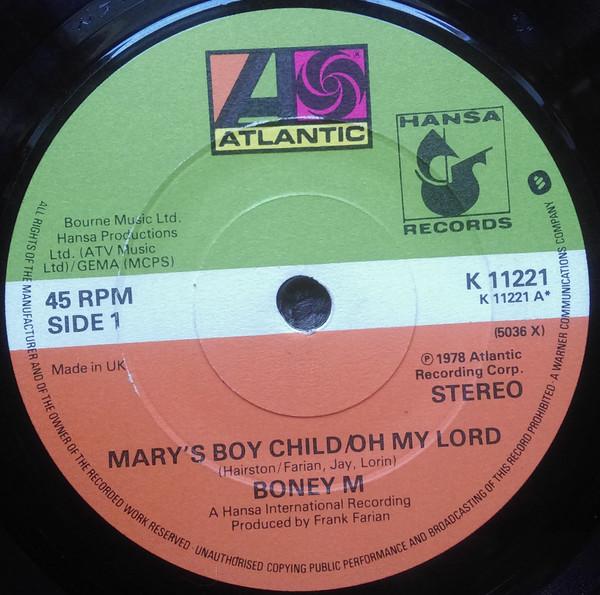 ATLANTIC
HANSA
RECORDS
Bourne Music Ltd.
Hansa Productions
Ltd. (ATV Music
Ltd)/GEMA (MCPS)
45 RPM
SIDE 1
K 11221
K 11221 A*
(5036 X)
Made in UK
℗ 1978 Atlantic
Recording Corp.
STEREO
MARY'S BOY CHILD/OH MY LORD
(Hairston/Farian, Jay, Lorin)
BONEY M
A Hansa International Recording
Produced by Frank Farian
ALL RIGHTS OF THE MANUFACTURER AND OF THE OWNER OF THE RECORDED WORK RESERVED · UNAUTHORISED COPYING PUBLIC PERFORMANCE AND BROADCASTING OF THIS RECORD PROHIBITED · A WARNER COMMUNICATIONS COMPANY